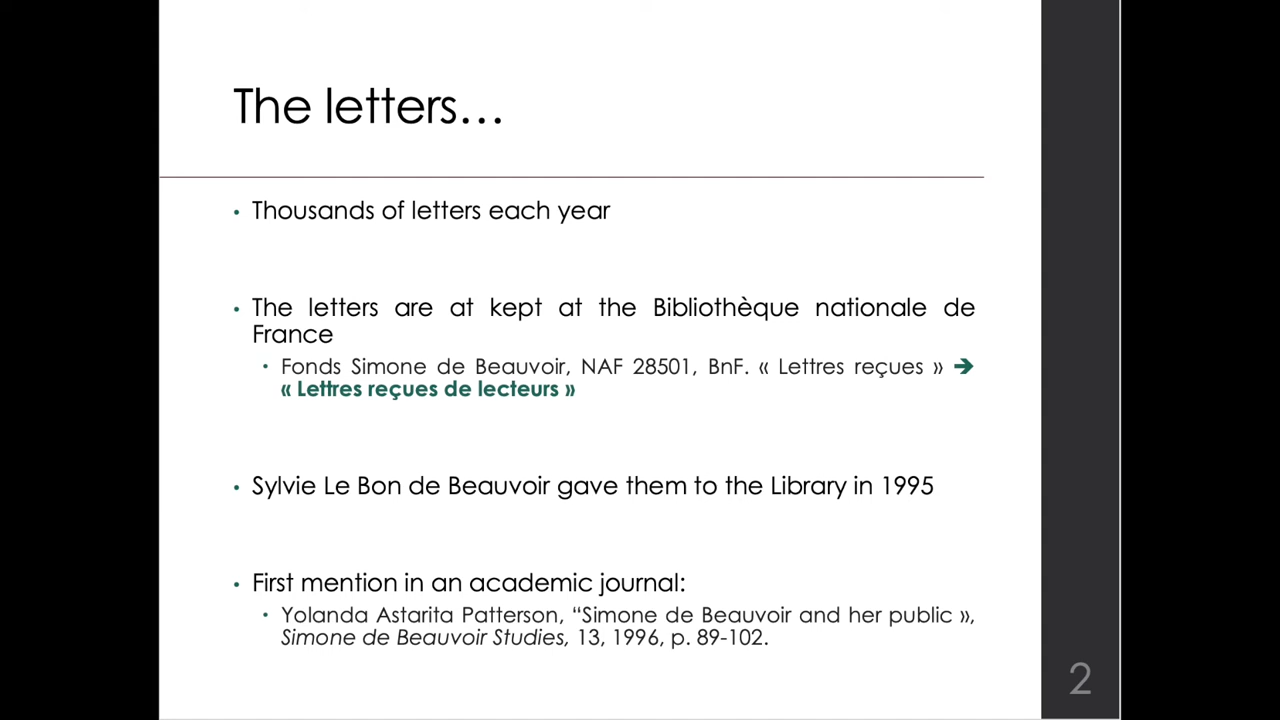 The letters…
• Thousands of letters each year
• The letters are at kept at the Bibliothèque nationale de
France
• Fonds Simone de Beauvoir, NAF 28501, BnF. « Lettres reçues » ➔
« Lettres reçues de lecteurs »
• Sylvie Le Bon de Beauvoir gave them to the Library in 1995
• First mention in an academic journal:
• Yolanda Astarita Patterson, “Simone de Beauvoir and her public »,
Simone de Beauvoir Studies, 13, 1996, p. 89-102.
2